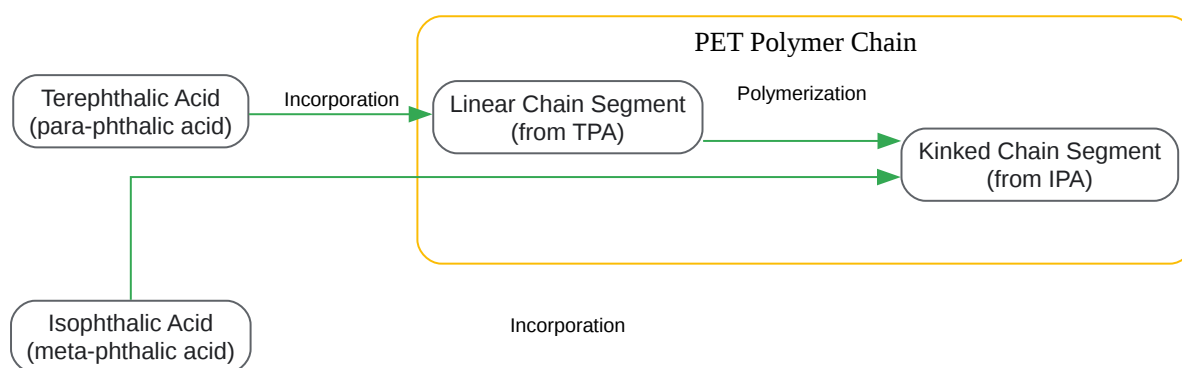 PET Polymer Chain
Terephthalic Acid
(para-phthalic acid)
Incorporation
Linear Chain Segment
(from TPA)
Polymerization
Kinked Chain Segment
(from IPA)
Isophthalic Acid
(meta-phthalic acid)
Incorporation